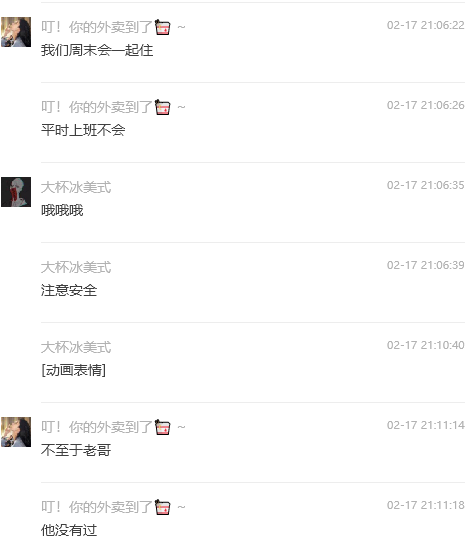 叮！你的外卖到了 ~ 02-17 21:06:22
我们周末会一起住
叮！你的外卖到了 ~ 02-17 21:06:26
平时上班不会
大杯冰美式 02-17 21:06:35
哦哦哦
大杯冰美式 02-17 21:06:39
注意安全
大杯冰美式 02-17 21:10:40
[动画表情]
叮！你的外卖到了 ~ 02-17 21:11:14
不至于老哥
叮！你的外卖到了 ~ 02-17 21:11:18
他没有过